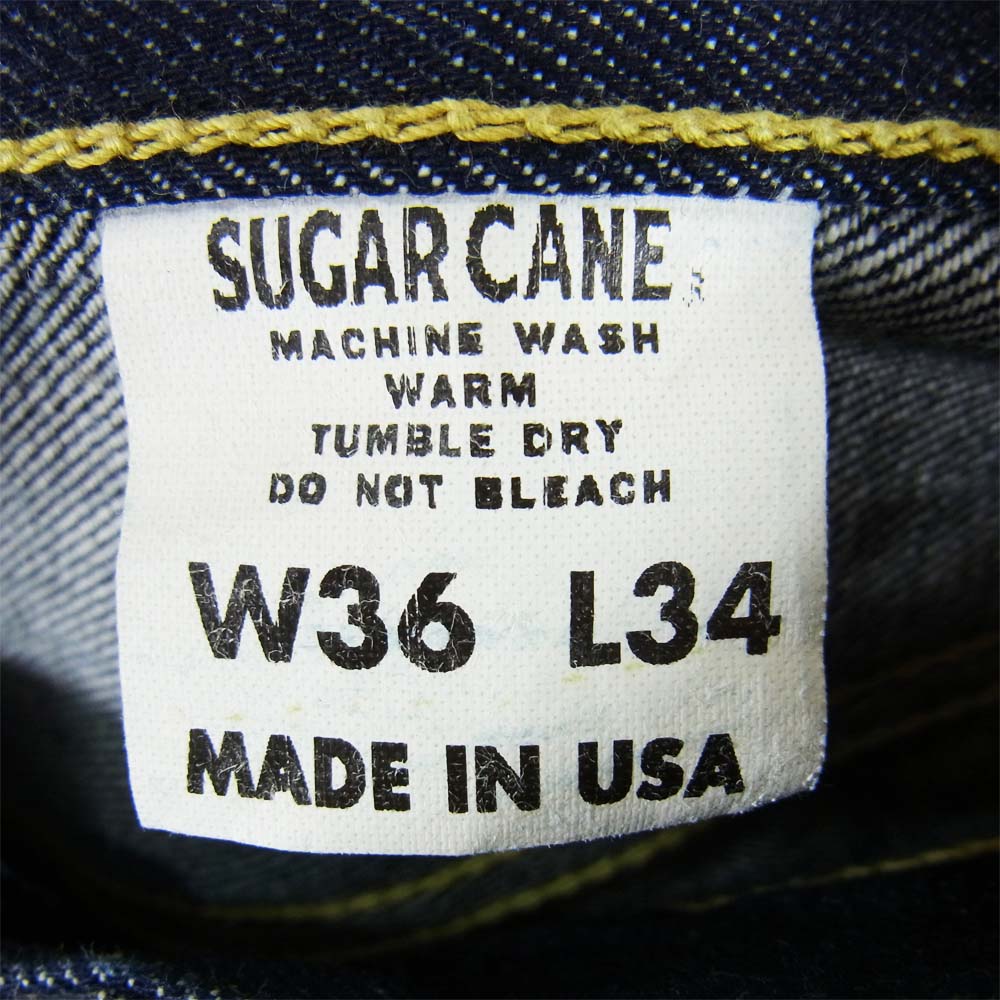 SUGAR CANE
MACHINE WASH
WARM
TUMBLE DRY
DO NOT BLEACH
W36 L34
MADE IN USA